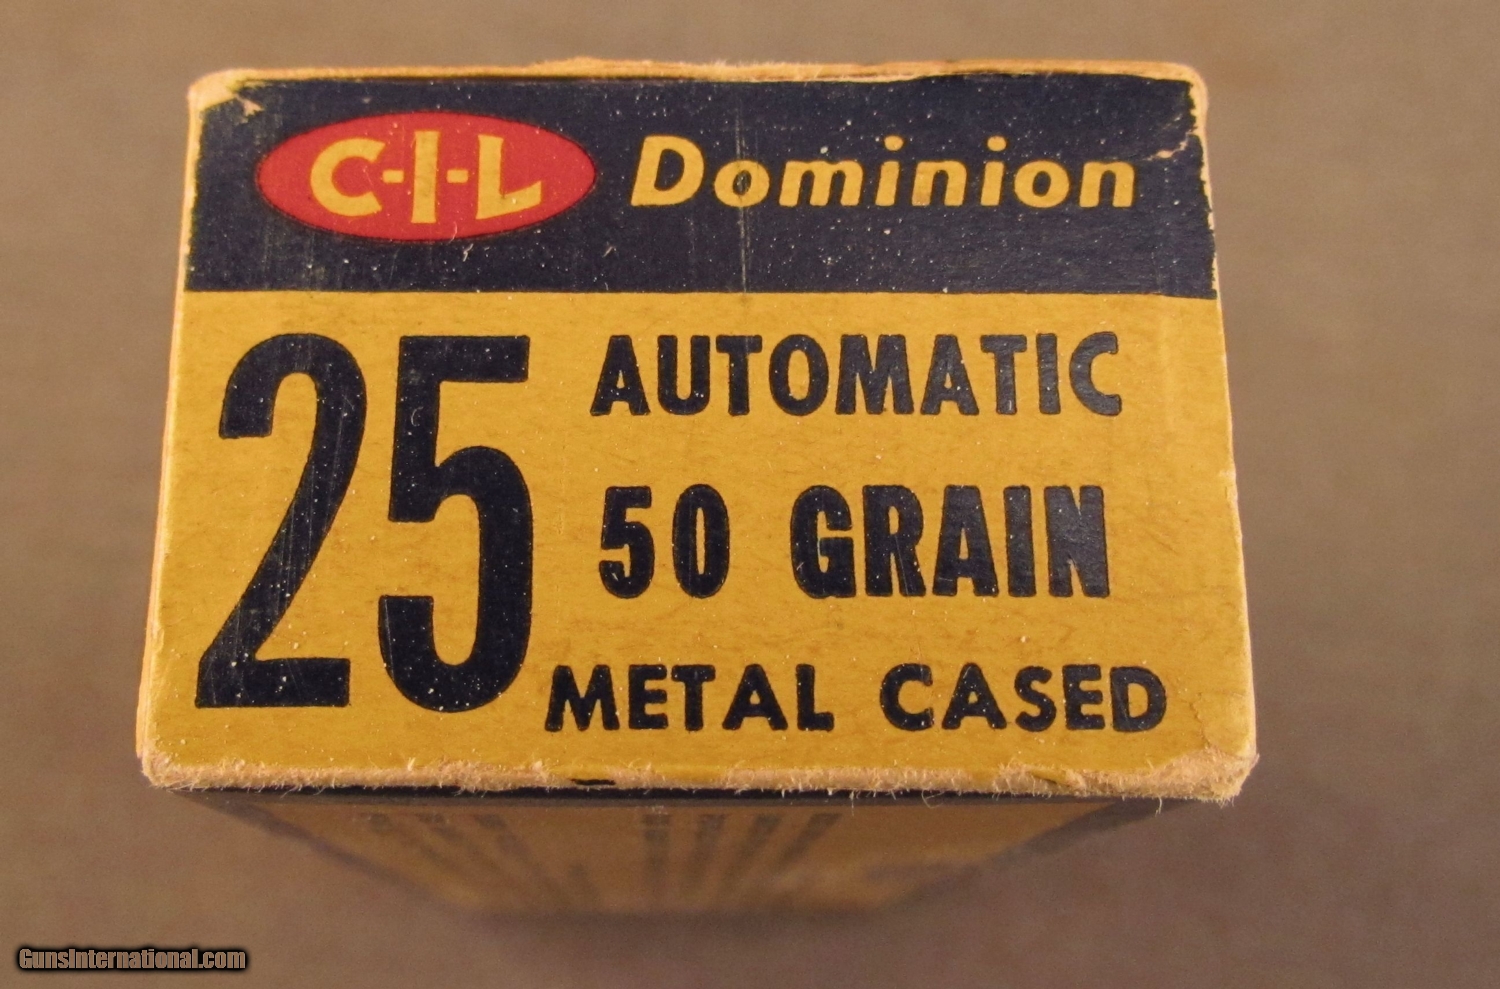 C-I-L Dominion
25
AUTOMATIC
50 GRAIN
METAL CASED
GunsInternational.com